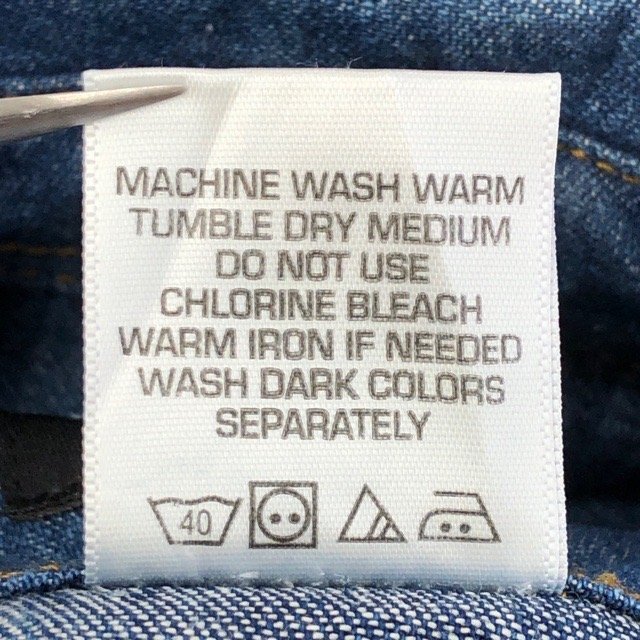 MACHINE WASH WARM
TUMBLE DRY MEDIUM
DO NOT USE
CHLORINE BLEACH
WARM IRON IF NEEDED
WASH DARK COLORS
SEPARATELY
40